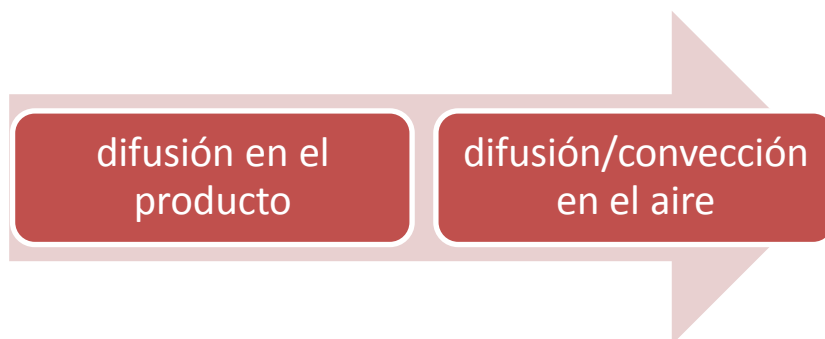 difusión en el
producto
difusión/convección
en el aire